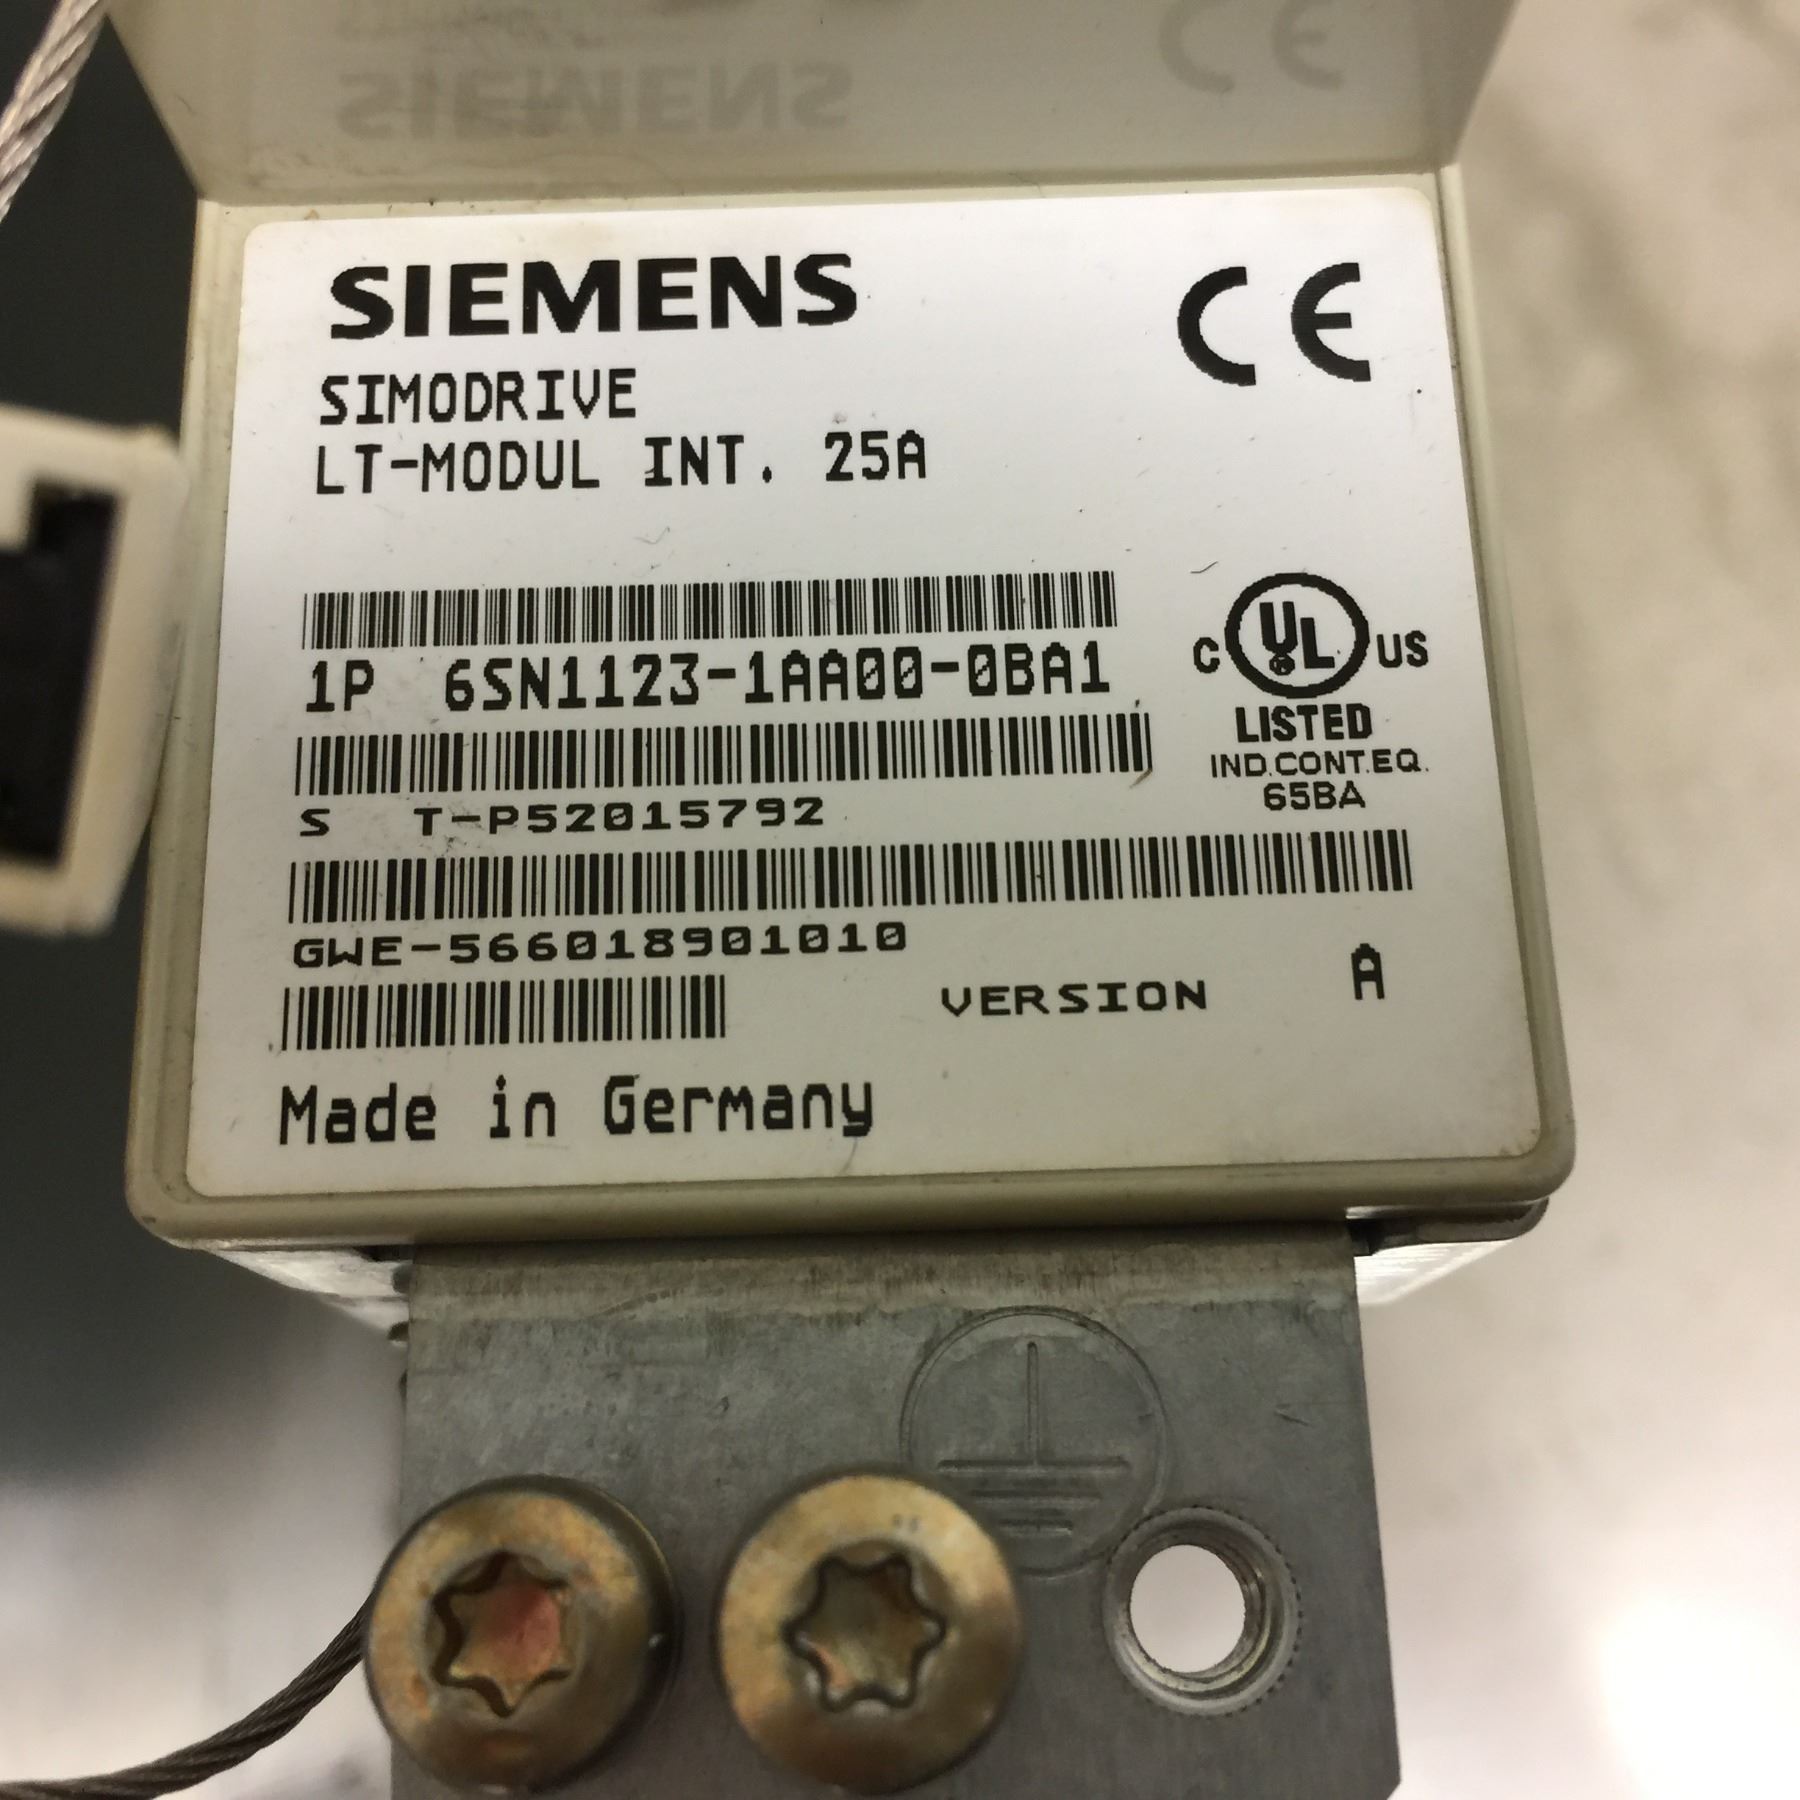 SIEMENS
CE
SIMODRIVE
LT-MODUL INT. 25A
1P 6SN1123-1AA00-0BA1
C UL US
LISTED
IND.CONT.EQ.
65BA
S T-P52015792
GWE-566018901010
VERSION A
Made in Germany